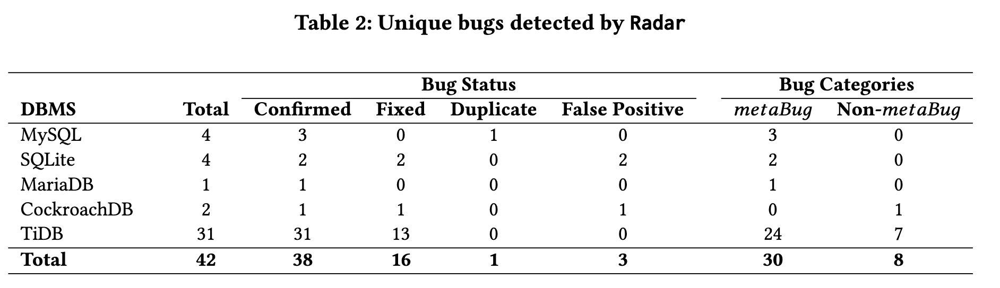 Table 2: Unique bugs detected by Radar
Bug Status Bug Categories
DBMS Total Confirmed Fixed Duplicate False Positive metaBug Non-metaBug
MySQL 4 3 0 1 0 3 0
SQLite 4 2 2 0 2 2 0
MariaDB 1 1 0 0 0 1 0
CockroachDB 2 1 1 0 1 0 1
TiDB 31 31 13 0 0 24 7
Total 42 38 16 1 3 30 8